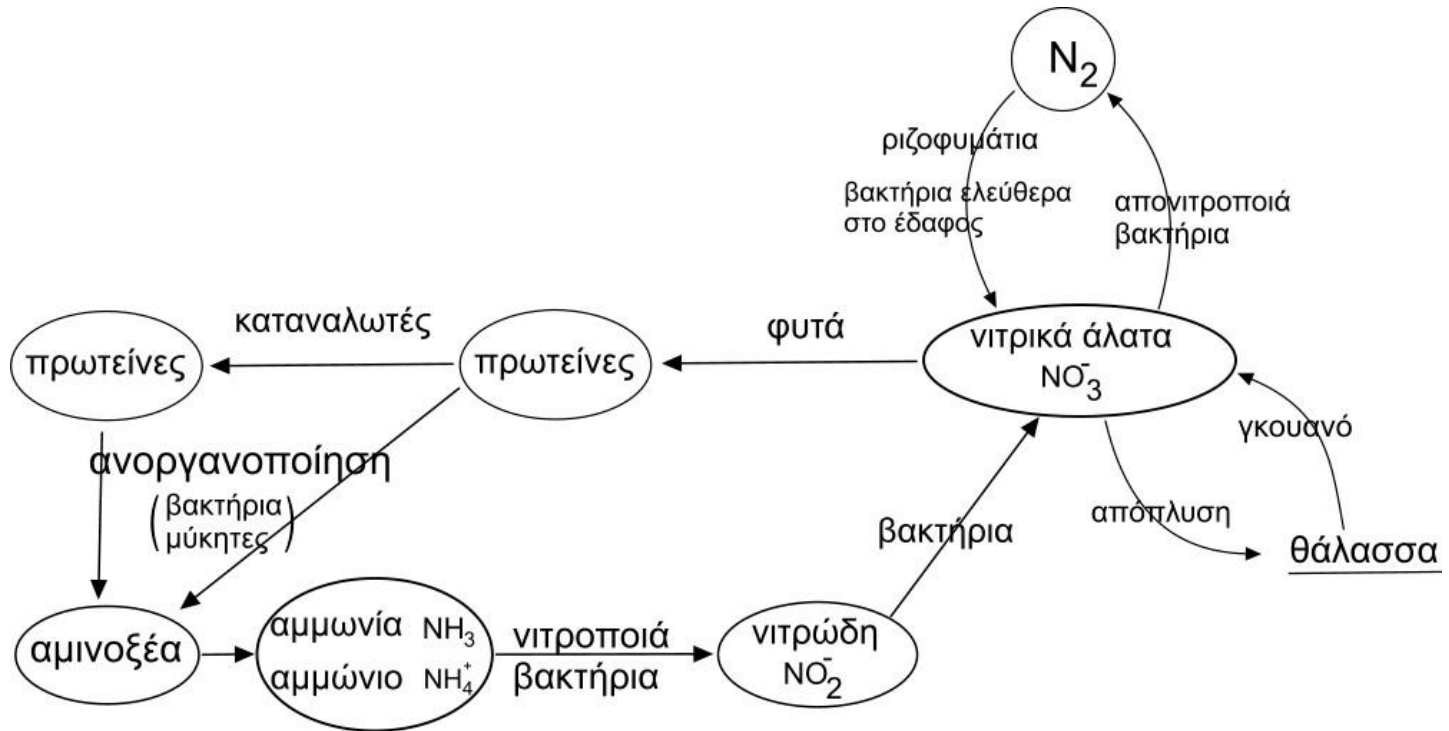 N₂
ριζοφυμάτια
βακτήρια ελεύθερα
στο έδαφος
απονιτροποιά
βακτήρια
καταναλωτές
φυτά
πρωτείνες
πρωτείνες
νιτρικά άλατα
NO₃⁻
γκουανό
ανοργανοποίηση
(βακτήρια
μύκητες)
βακτήρια
απόπλυση
θάλασσα
αμινοξέα
αμμωνία NH₃
αμμώνιο NH₄⁺
νιτροποιά
βακτήρια
νιτρώδη
NO₂⁻